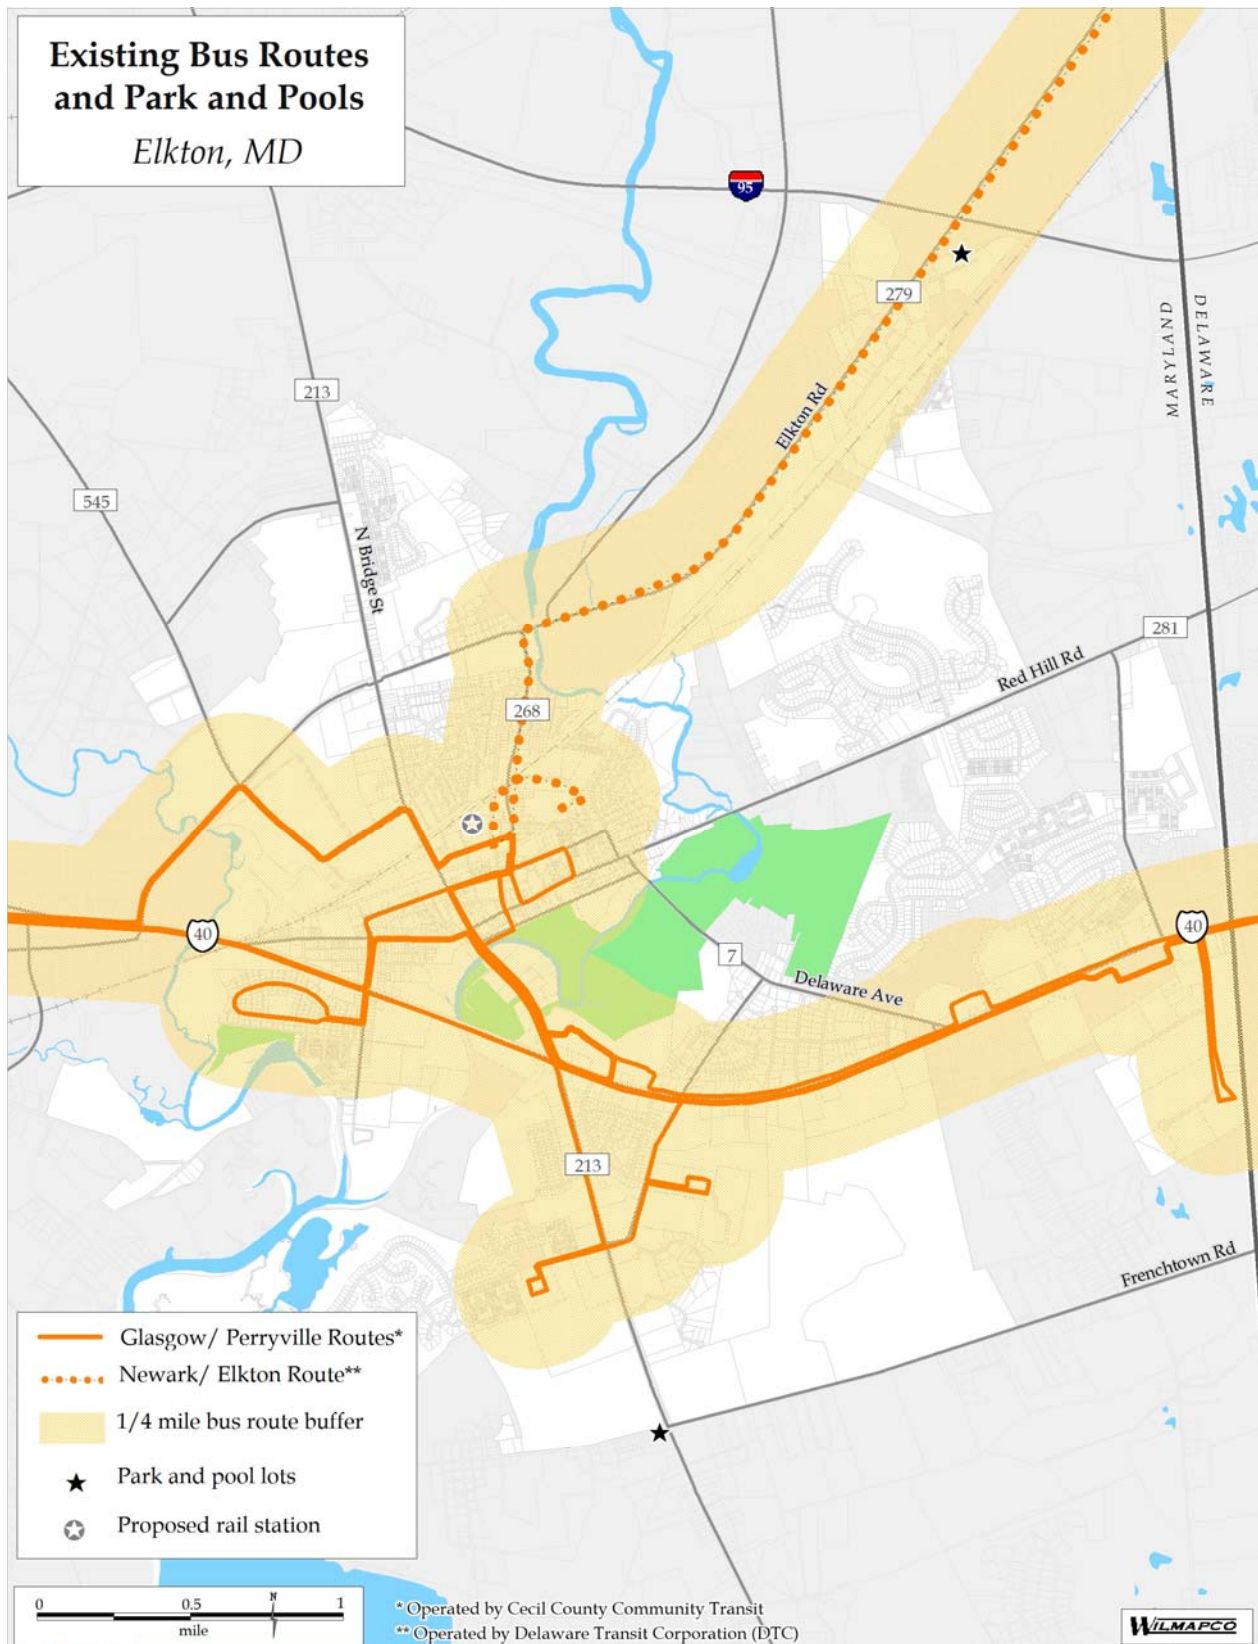 Existing Bus Routes
and Park and Pools
Elkton, MD
95
279
MARYLAND
DELAWARE
213
Elkton Rd
545
N Bridge St
281
Red Hill Rd
268
40
40
7
Delaware Ave
213
Frenchtown Rd
Glasgow/ Perryville Routes*
Newark/ Elkton Route**
1/4 mile bus route buffer
Park and pool lots
Proposed rail station
0 0.5 N 1
mile
* Operated by Cecil County Community Transit
** Operated by Delaware Transit Corporation (DTC)
WILMAPCO